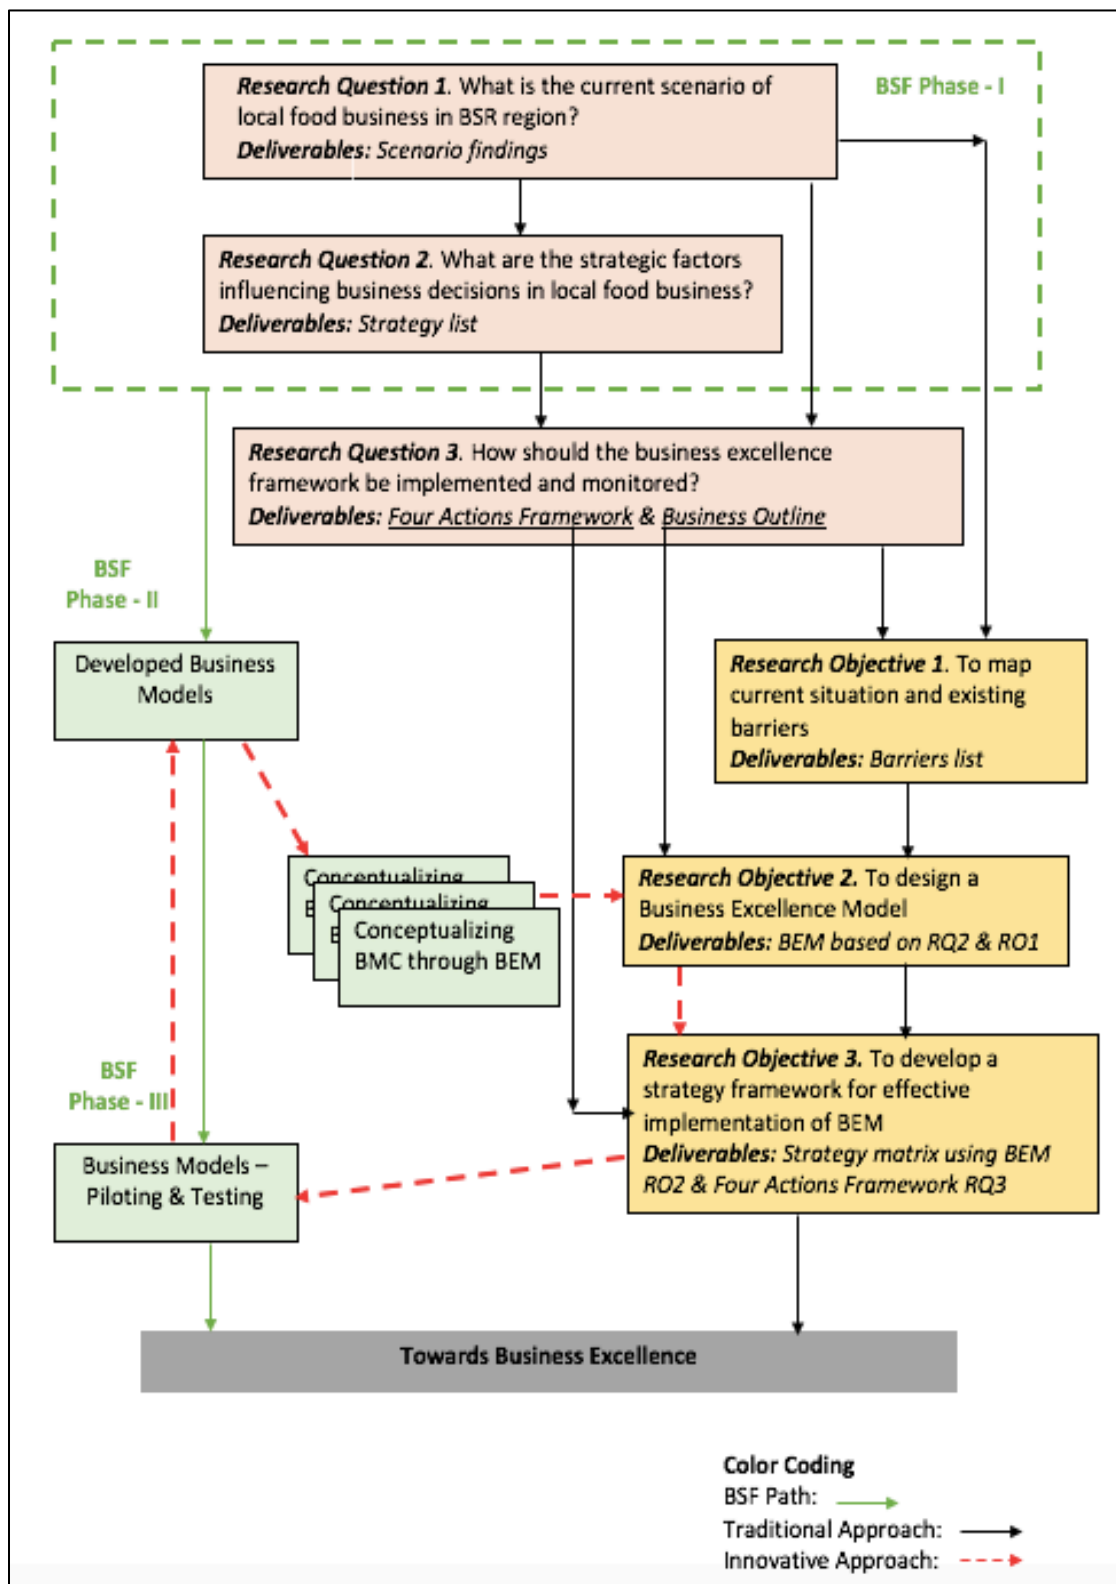 BSF Phase - I
Research Question 1. What is the current scenario of
local food business in BSR region?
Deliverables: Scenario findings
Research Question 2. What are the strategic factors
influencing business decisions in local food business?
Deliverables: Strategy list
Research Question 3. How should the business excellence
framework be implemented and monitored?
Deliverables: Four Actions Framework & Business Outline
BSF
Phase - II
Developed Business
Models
Research Objective 1. To map
current situation and existing
barriers
Deliverables: Barriers list
Conceptualizing
B
Conceptualizing
B
Conceptualizing
BMC through BEM
Research Objective 2. To design a
Business Excellence Model
Deliverables: BEM based on RQ2 & RO1
BSF
Phase - III
Research Objective 3. To develop a
strategy framework for effective
implementation of BEM
Deliverables: Strategy matrix using BEM
RO2 & Four Actions Framework RQ3
Business Models –
Piloting & Testing
Towards Business Excellence
Color Coding
BSF Path:
Traditional Approach:
Innovative Approach: